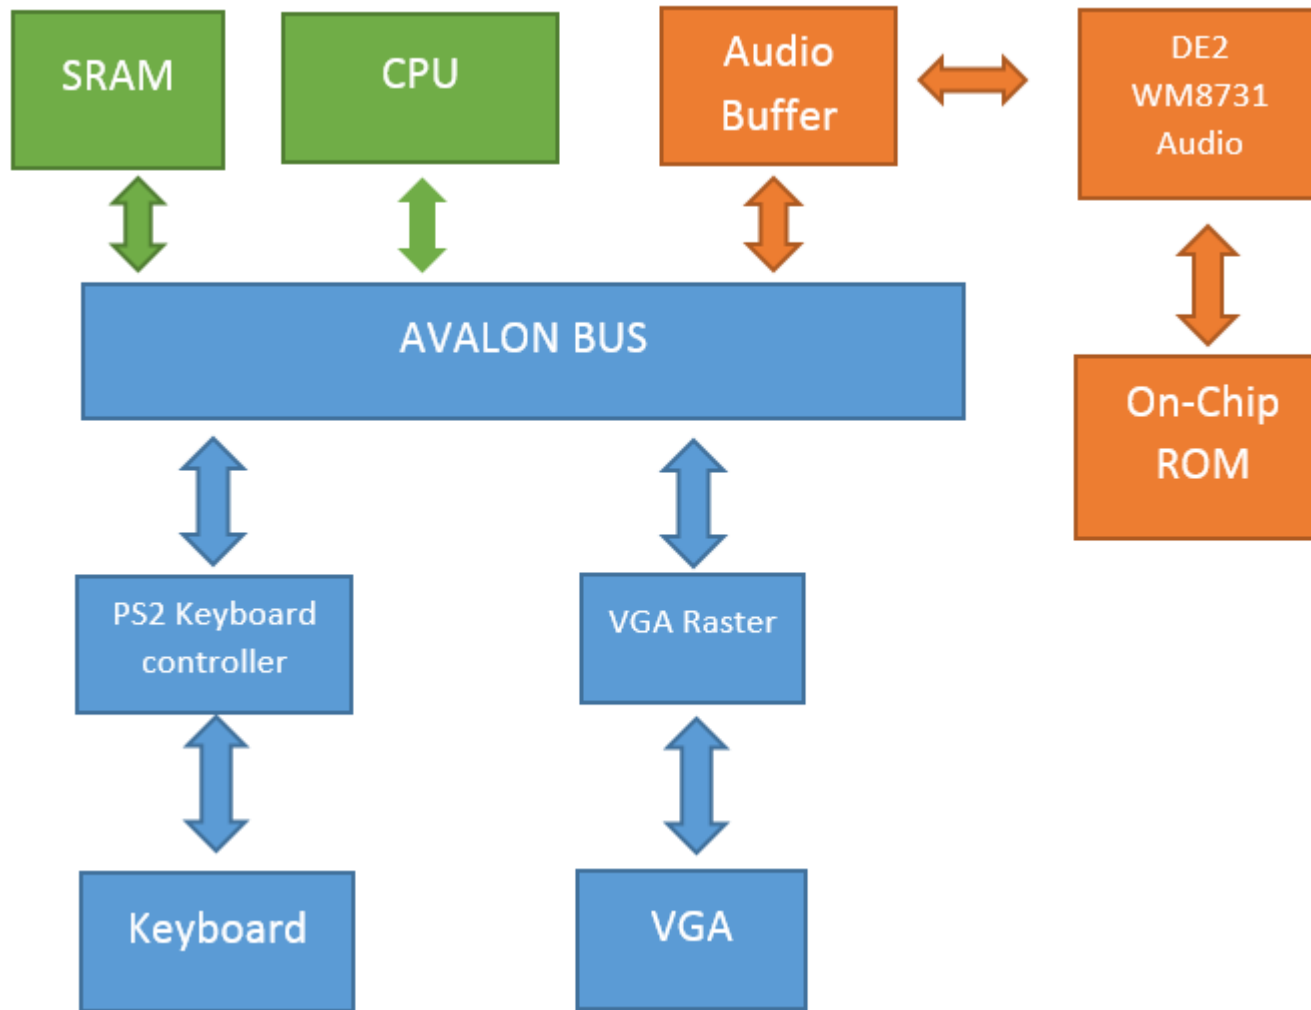 SRAM
CPU
Audio
Buffer
DE2
WM8731
Audio
AVALON BUS
On-Chip
ROM
PS2 Keyboard
controller
VGA Raster
Keyboard
VGA